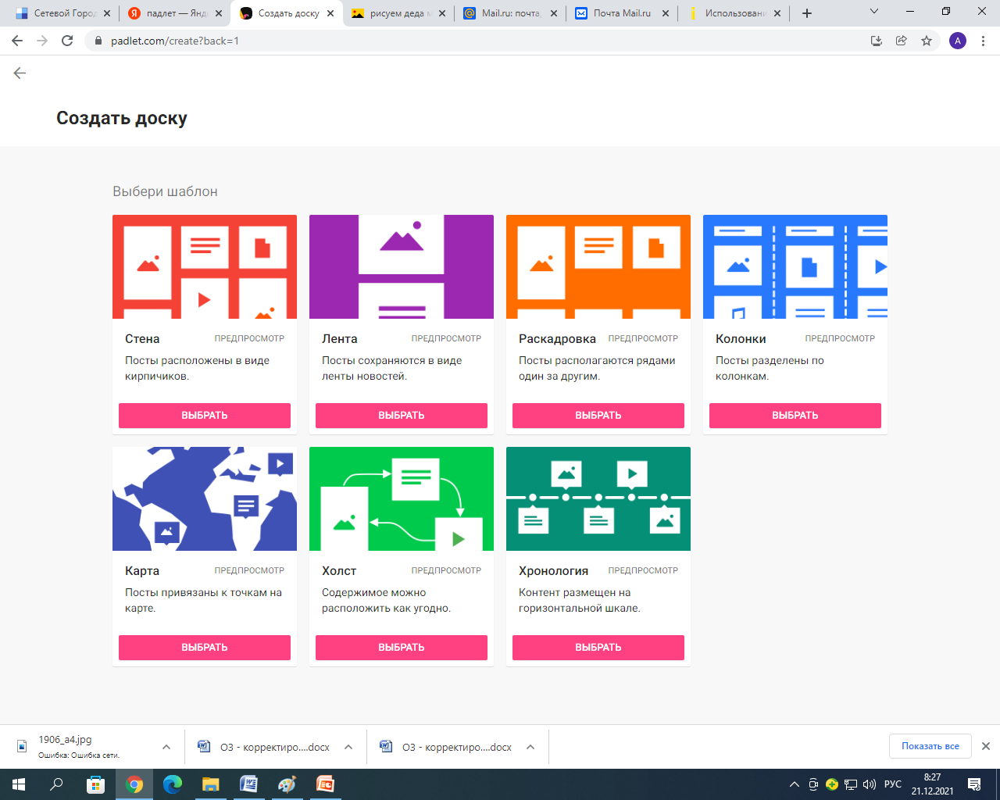 Сетевой Город
падлет — Янд
Создать доску
рисуем деда м
Mail.ru: почта,
Почта Mail.ru
Использовани
padlet.com/create?back=1
A
Создать доску
Выбери шаблон
Стена ПРЕДПРОСМОТР
Посты расположены в виде
кирпичиков.
ВЫБРАТЬ
Лента ПРЕДПРОСМОТР
Посты сохраняются в виде
ленты новостей.
ВЫБРАТЬ
Раскадровка ПРЕДПРОСМОТР
Посты располагаются рядами
один за другим.
ВЫБРАТЬ
Колонки ПРЕДПРОСМОТР
Посты разделены по
колонкам.
ВЫБРАТЬ
Карта ПРЕДПРОСМОТР
Посты привязаны к точкам на
карте.
ВЫБРАТЬ
Холст ПРЕДПРОСМОТР
Содержимое можно
расположить как угодно.
ВЫБРАТЬ
Хронология ПРЕДПРОСМОТР
Контент размещен на
горизонтальной шкале.
ВЫБРАТЬ
1906_a4.jpg
Ошибка: Ошибка сети.
ОЗ - корректиро....docx
ОЗ - корректиро....docx
Показать все
РУС
8:27
21.12.2021